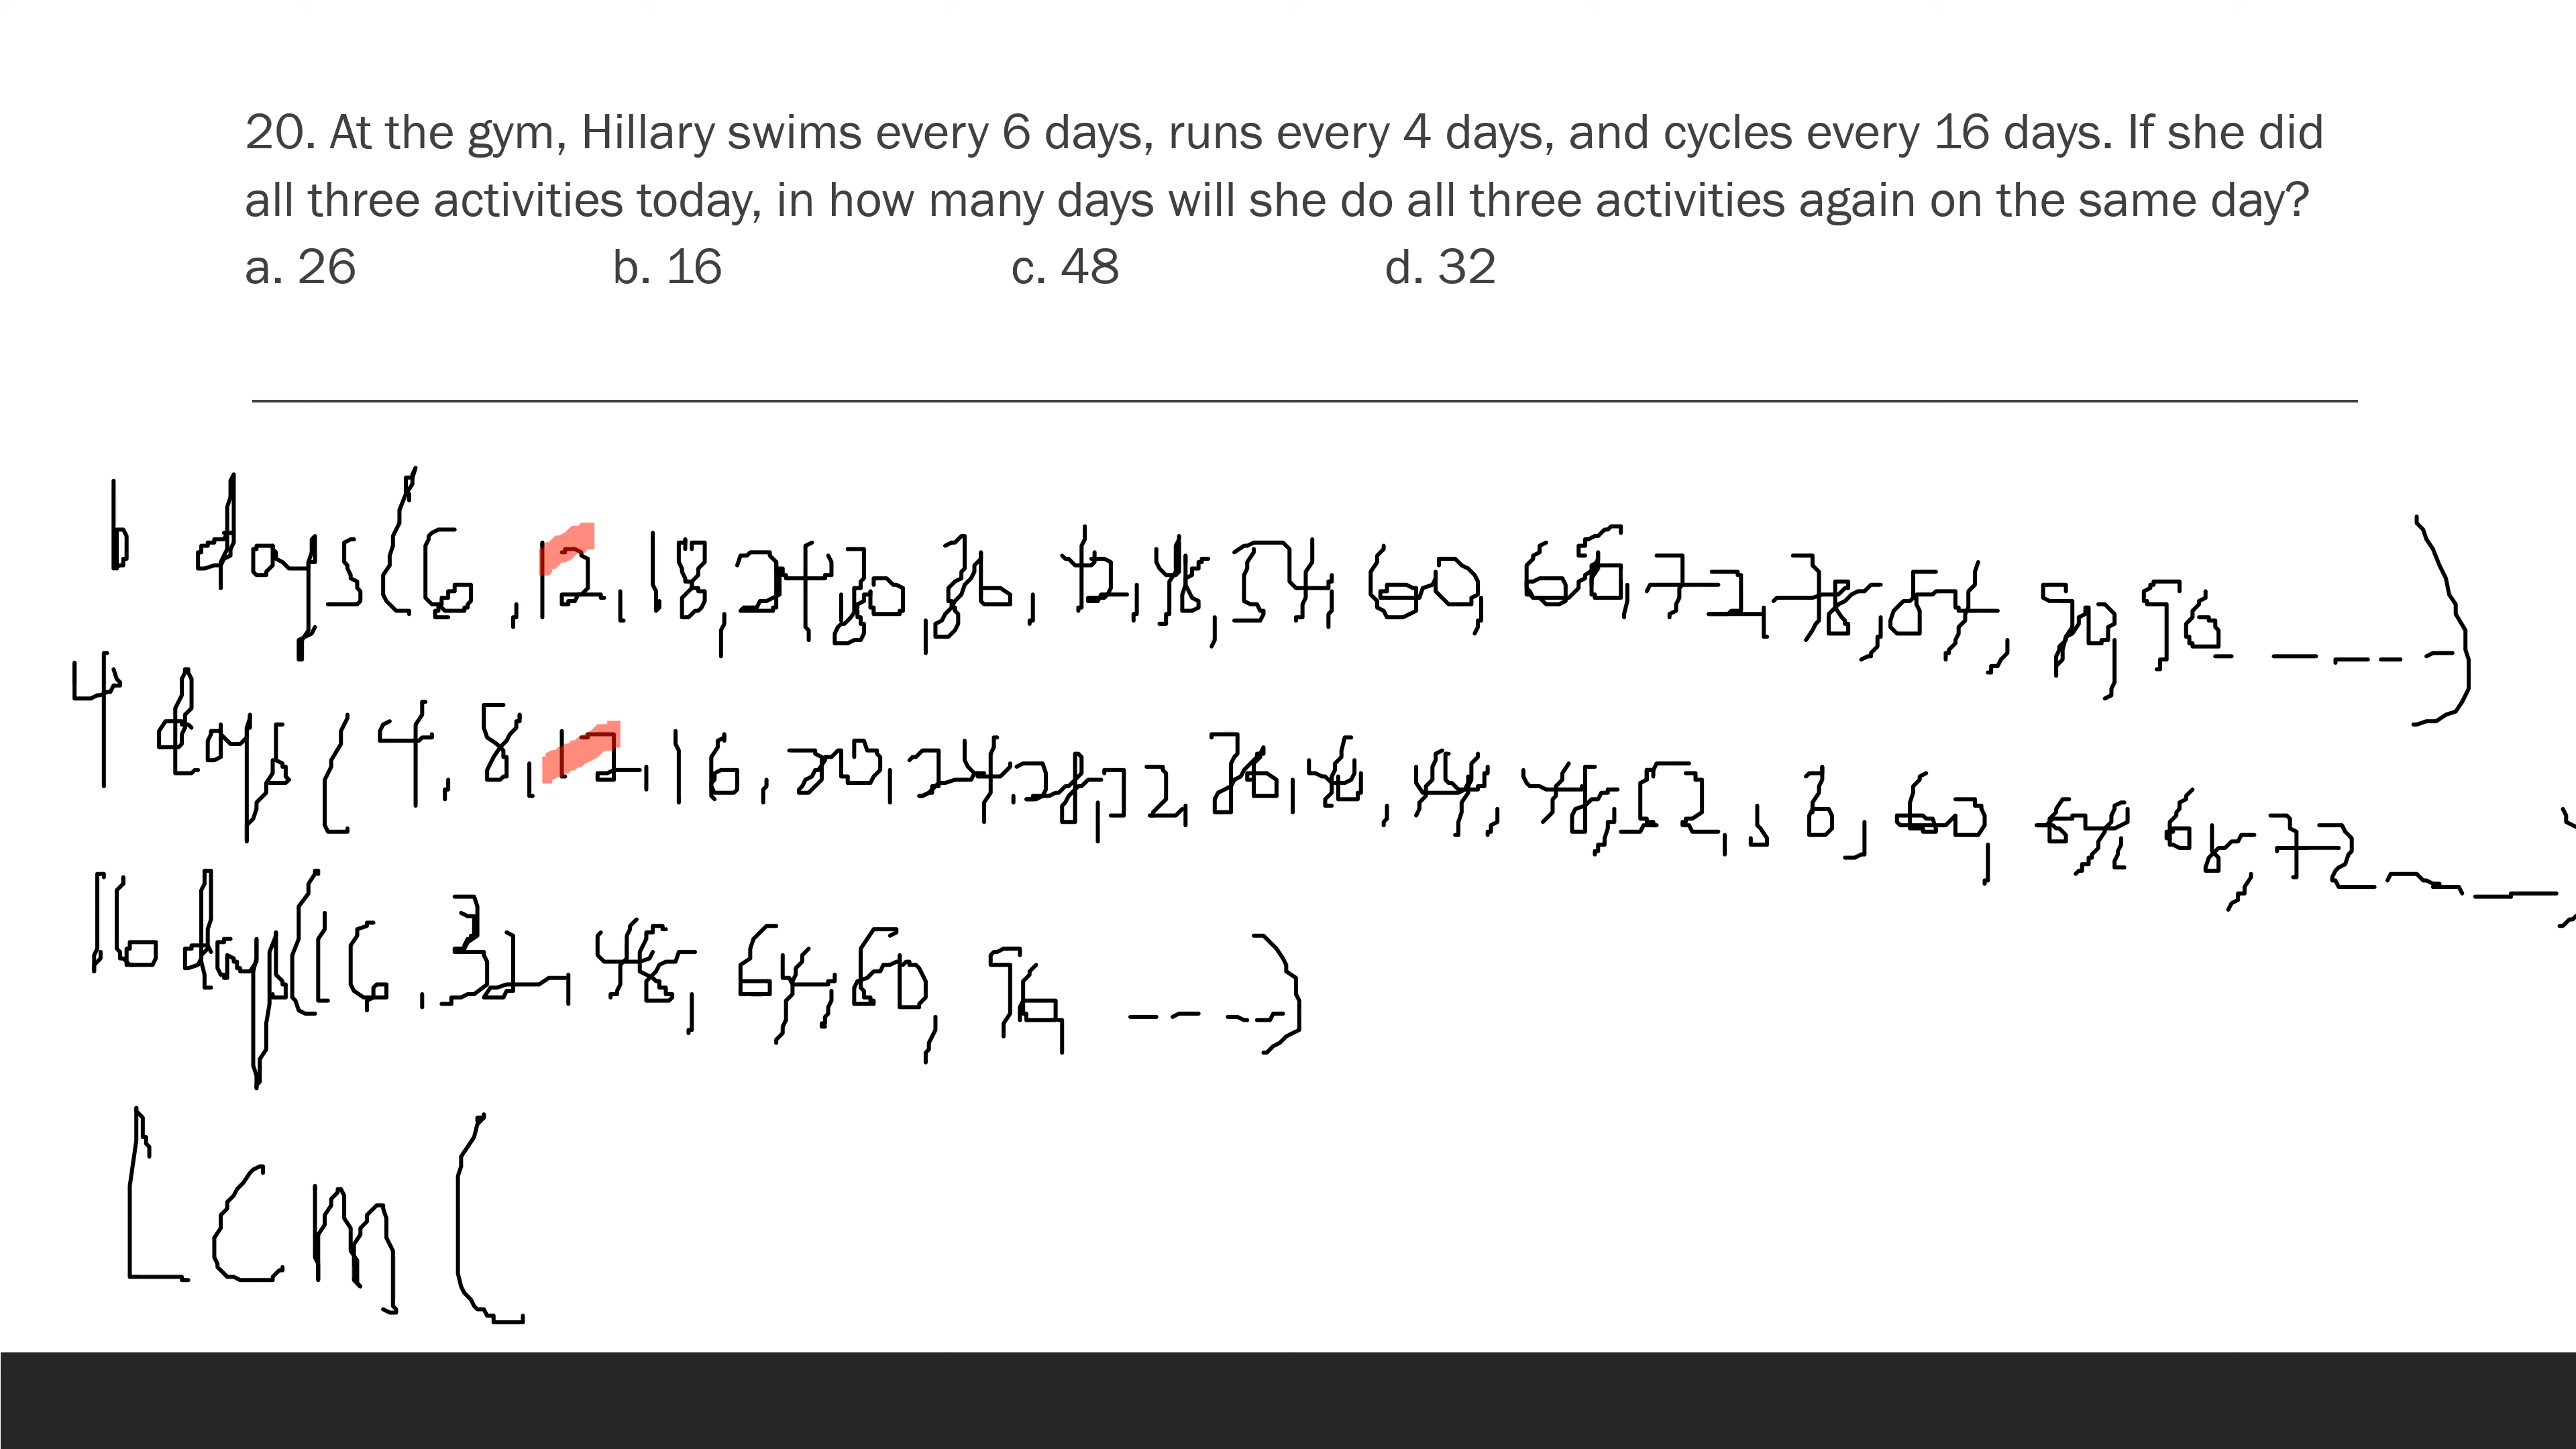 20. At the gym, Hillary swims every 6 days, runs every 4 days, and cycles every 16 days. If she did
all three activities today, in how many days will she do all three activities again on the same day?
a. 26 b. 16 c. 48 d. 32
6 days (6, 12, 18, 24, 30, 36, 42, 48, 54, 60, 66, 72, 78, 84, 90, 96 - - - - -)
4 days (4, 8, 12, 16, 20, 24, 28, 32, 36, 40, 44, 48, 52, 60, 64, 68, 72 - - -
16 days (16, 32, 48, 64, 80, 96, - - - -)
Lcm (